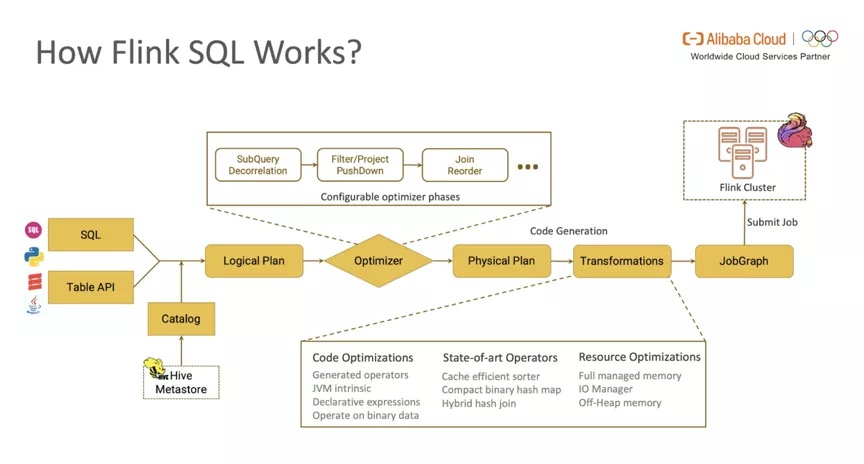 How Flink SQL Works?
Alibaba Cloud
Worldwide Cloud Services Partner
SubQuery
Decorrelation
Filter/Project
PushDown
Join
Reorder
Configurable optimizer phases
Flink Cluster
Submit Job
SQL
SQL
Table API
Logical Plan
Optimizer
Physical Plan
Code Generation
Transformations
JobGraph
Catalog
HIVE
Hive
Metastore
Code Optimizations
Generated operators
JVM intrinsic
Declarative expressions
Operate on binary data
State-of-art Operators
Cache efficient sorter
Compact binary hash map
Hybrid hash join
Resource Optimizations
Full managed memory
IO Manager
Off-Heap memory